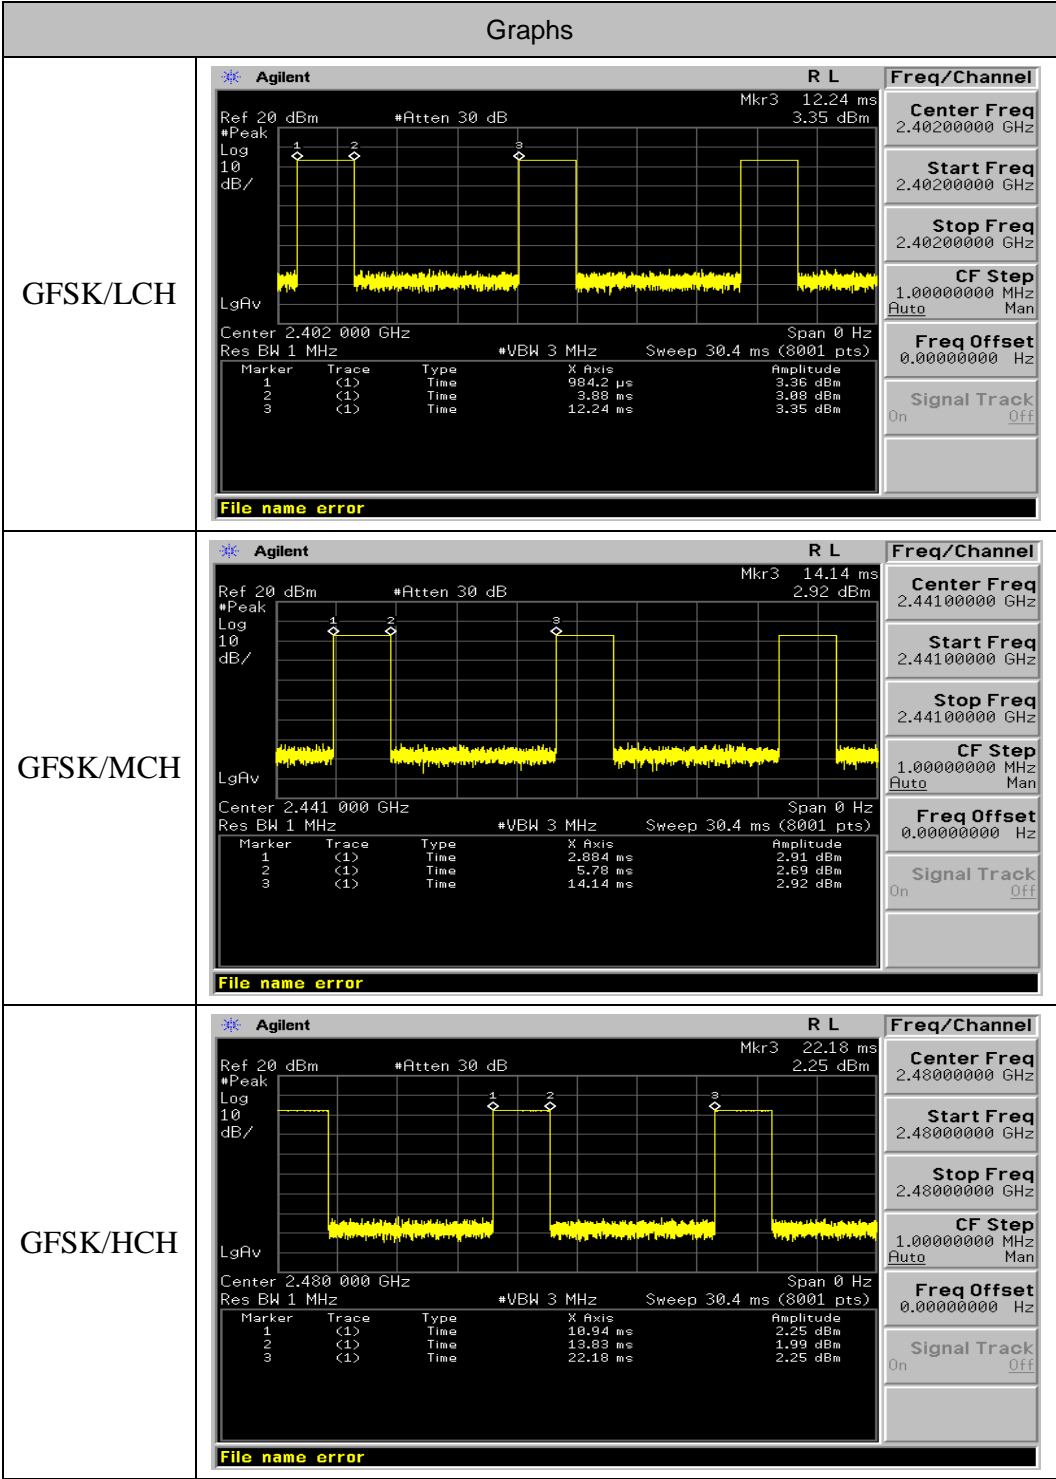 Graphs
GFSK/LCH
Agilent R L Freq/Channel
Mkr3 12.24 ms
Ref 20 dBm #Atten 30 dB 3.35 dBm
#Peak
Log
10
dB/
1 2 3
LgAv
Center 2.402 000 GHz Span 0 Hz
Res BW 1 MHz #VBW 3 MHz Sweep 30.4 ms (8001 pts)
Marker Trace Type X Axis Amplitude
1 (1) Time 984.2 µs 3.36 dBm
2 (1) Time 3.88 ms 3.08 dBm
3 (1) Time 12.24 ms 3.35 dBm
File name error
Center Freq
2.40200000 GHz
Start Freq
2.40200000 GHz
Stop Freq
2.40200000 GHz
CF Step
1.00000000 MHz
Auto Man
Freq Offset
0.00000000 Hz
Signal Track
On Off
GFSK/MCH
Agilent R L Freq/Channel
Mkr3 14.14 ms
Ref 20 dBm #Atten 30 dB 2.92 dBm
#Peak
Log
10
dB/
1 2 3
LgAv
Center 2.441 000 GHz Span 0 Hz
Res BW 1 MHz #VBW 3 MHz Sweep 30.4 ms (8001 pts)
Marker Trace Type X Axis Amplitude
1 (1) Time 2.884 ms 2.91 dBm
2 (1) Time 5.78 ms 2.69 dBm
3 (1) Time 14.14 ms 2.92 dBm
File name error
Center Freq
2.44100000 GHz
Start Freq
2.44100000 GHz
Stop Freq
2.44100000 GHz
CF Step
1.00000000 MHz
Auto Man
Freq Offset
0.00000000 Hz
Signal Track
On Off
GFSK/HCH
Agilent R L Freq/Channel
Mkr3 22.18 ms
Ref 20 dBm #Atten 30 dB 2.25 dBm
#Peak
Log
10
dB/
1 2 3
LgAv
Center 2.480 000 GHz Span 0 Hz
Res BW 1 MHz #VBW 3 MHz Sweep 30.4 ms (8001 pts)
Marker Trace Type X Axis Amplitude
1 (1) Time 10.94 ms 2.25 dBm
2 (1) Time 13.83 ms 1.99 dBm
3 (1) Time 22.18 ms 2.25 dBm
File name error
Center Freq
2.48000000 GHz
Start Freq
2.48000000 GHz
Stop Freq
2.48000000 GHz
CF Step
1.00000000 MHz
Auto Man
Freq Offset
0.00000000 Hz
Signal Track
On Off